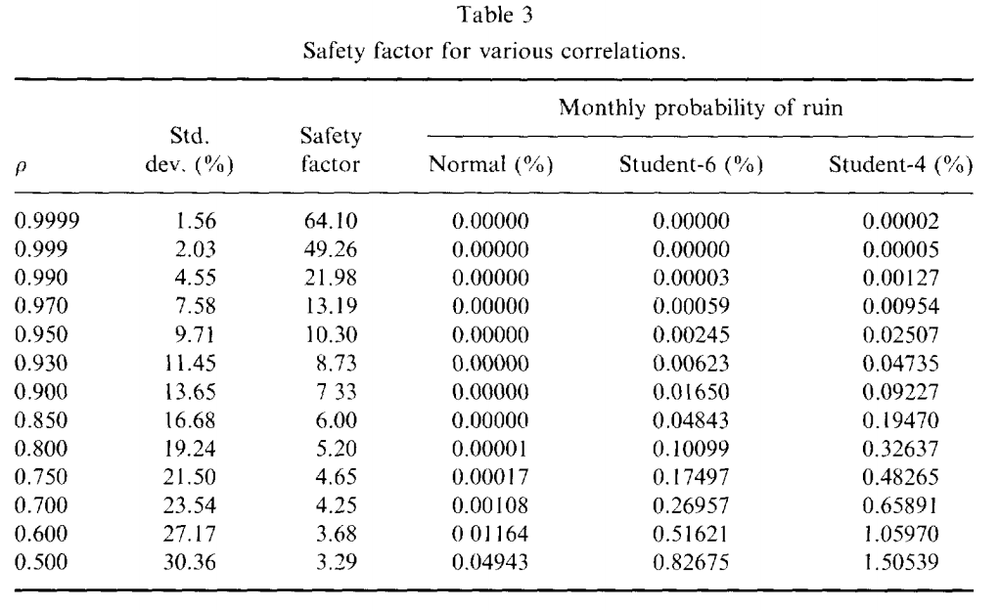 Table 3
Safety factor for various correlations.
Monthly probability of ruin
Std. Safety
ρ dev. (%) factor Normal (%) Student-6 (%) Student-4 (%)
0.9999 1.56 64.10 0.00000 0.00000 0.00002
0.999 2.03 49.26 0.00000 0.00000 0.00005
0.990 4.55 21.98 0.00000 0.00003 0.00127
0.970 7.58 13.19 0.00000 0.00059 0.00954
0.950 9.71 10.30 0.00000 0.00245 0.02507
0.930 11.45 8.73 0.00000 0.00623 0.04735
0.900 13.65 7 33 0.00000 0.01650 0.09227
0.850 16.68 6.00 0.00000 0.04843 0.19470
0.800 19.24 5.20 0.00001 0.10099 0.32637
0.750 21.50 4.65 0.00017 0.17497 0.48265
0.700 23.54 4.25 0.00108 0.26957 0.65891
0.600 27.17 3.68 0 01164 0.51621 1.05970
0.500 30.36 3.29 0.04943 0.82675 1.50539